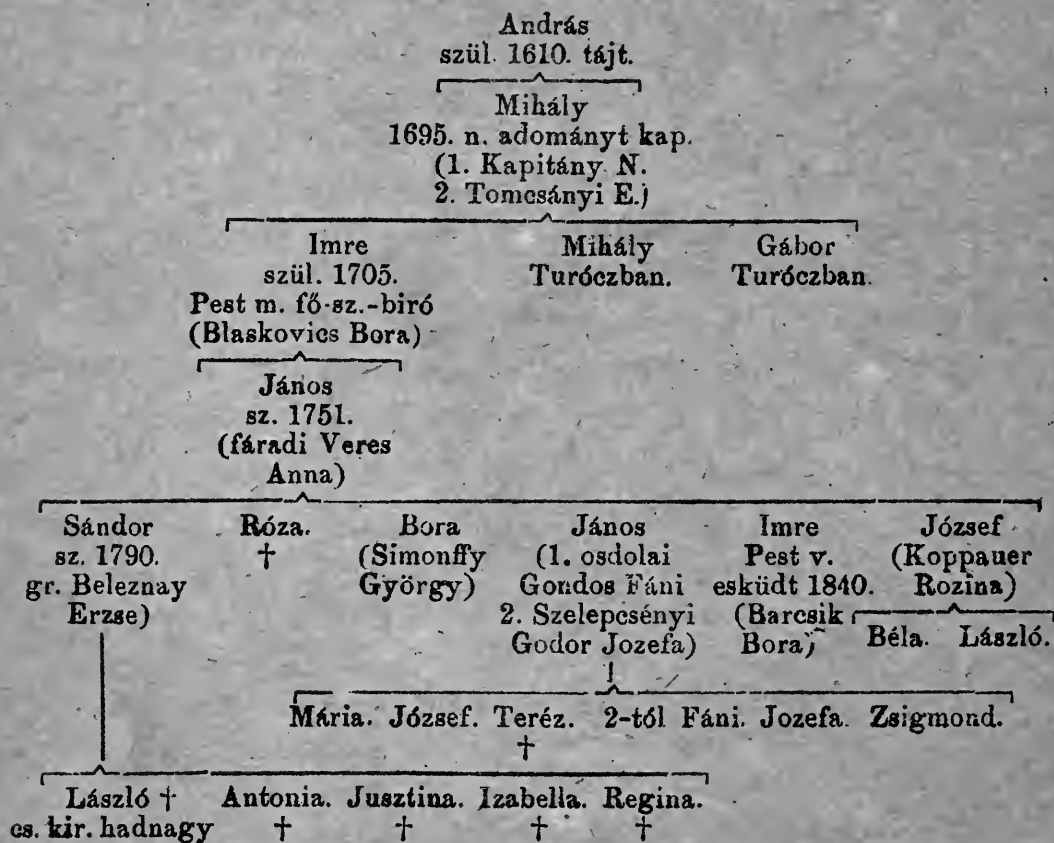 András
szül. 1610. tájt.
Mihály
1695. n. adományt kap.
(1. Kapitány N.
2. Tomcsányi E.)
Imre Mihály Gábor
szül. 1705. Turóczban. Turóczban.
Pest m. fő-sz.-biró
(Blaskovics Bora)
János
sz. 1751.
(fáradi Veres
Anna)
Sándor Róza. Bora János Imre József
sz. 1790. † (Simonffy (1. osdolai Pest v. (Koppauer
gr. Beleznay György) Gondos Fáni esküdt 1840. Rozina)
Erzse) 2. Szelepcsényi (Barcsik Béla. László.
Godor Jozefa) Bora)
Mária. József. Teréz. 2-tól Fáni. Jozefa. Zsigmond.
†
László † Antonia. Jusztina. Izabella. Regina.
cs. kir. hadnagy † † † †